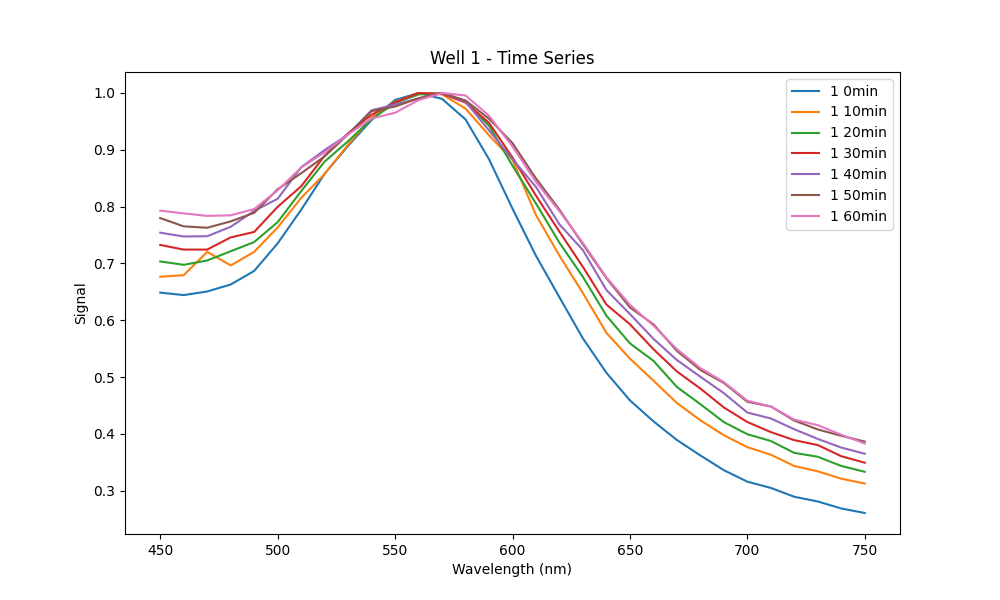 Well 1 - Time Series
1.0
0.9
0.8
0.7
0.6
0.5
0.4
0.3
Signal
450
500
550
600
650
700
750
Wavelength (nm)
1 0min
1 10min
1 20min
1 30min
1 40min
1 50min
1 60min